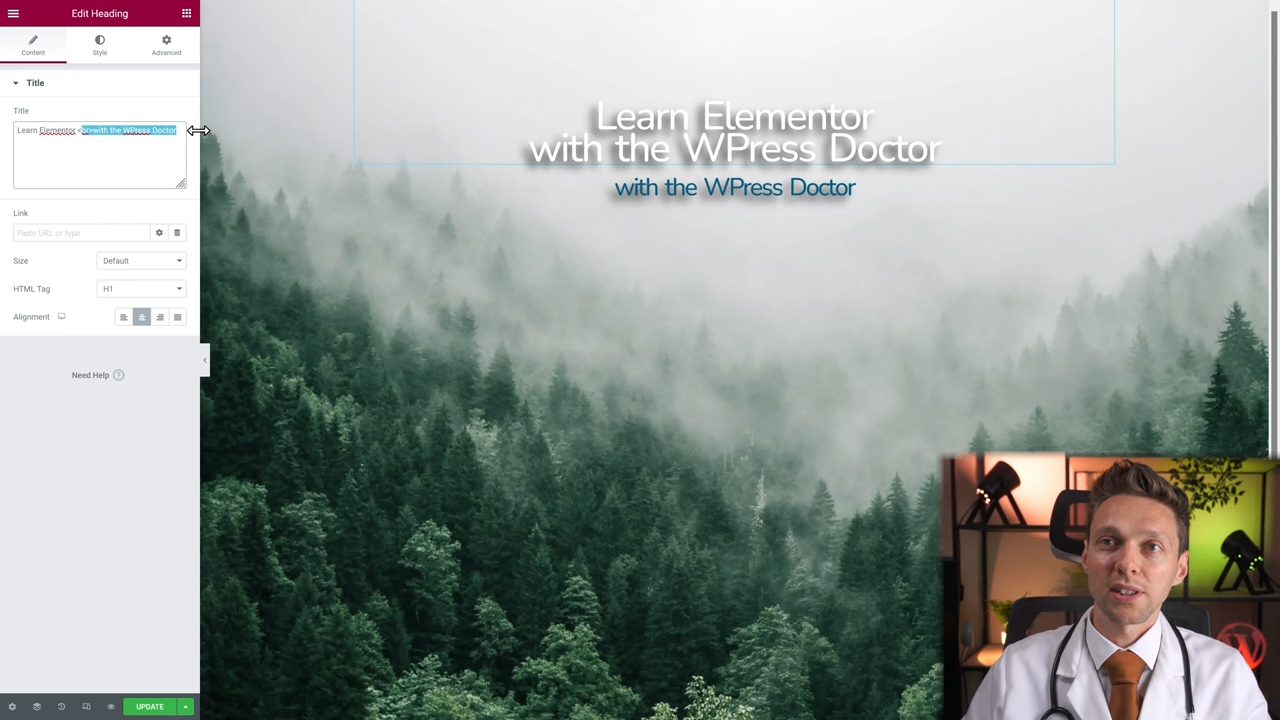 Edit Heading
Content
Style
Advanced
Title
Title
Learn Elementor <br>with the WPress Doctor
Link
Paste URL or type
Size
Default
HTML Tag
H1
Alignment
Need Help ?
UPDATE
Learn Elementor
with the WPress Doctor
with the WPress Doctor